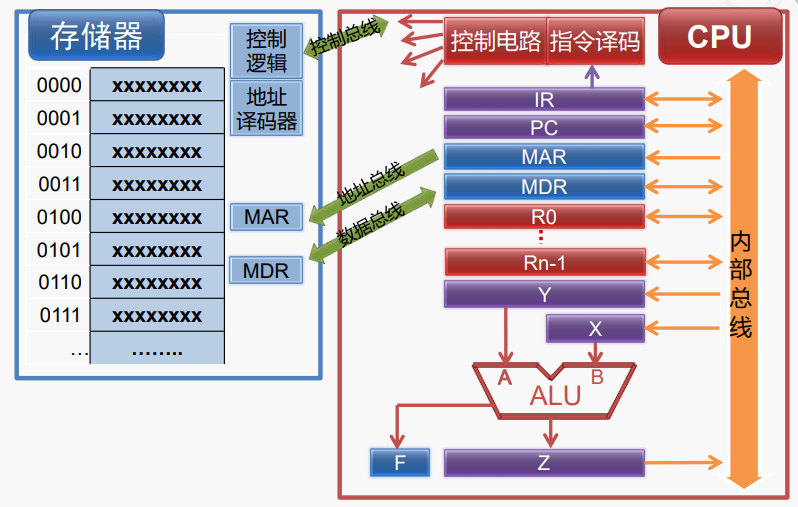 存储器
控制
逻辑
地址
译码器
0000 xxxxxxxx
0001 xxxxxxxx
0010 xxxxxxxx
0011 xxxxxxxx
0100 xxxxxxxx
0101 xxxxxxxx
0110 xxxxxxxx
0111 xxxxxxxx
... ........
MAR
MDR
控制总线
地址总线
数据总线
控制电路 指令译码
CPU
IR
PC
MAR
MDR
R0
⋮
Rn-1
Y
X
A
B
ALU
F
Z
内部总线